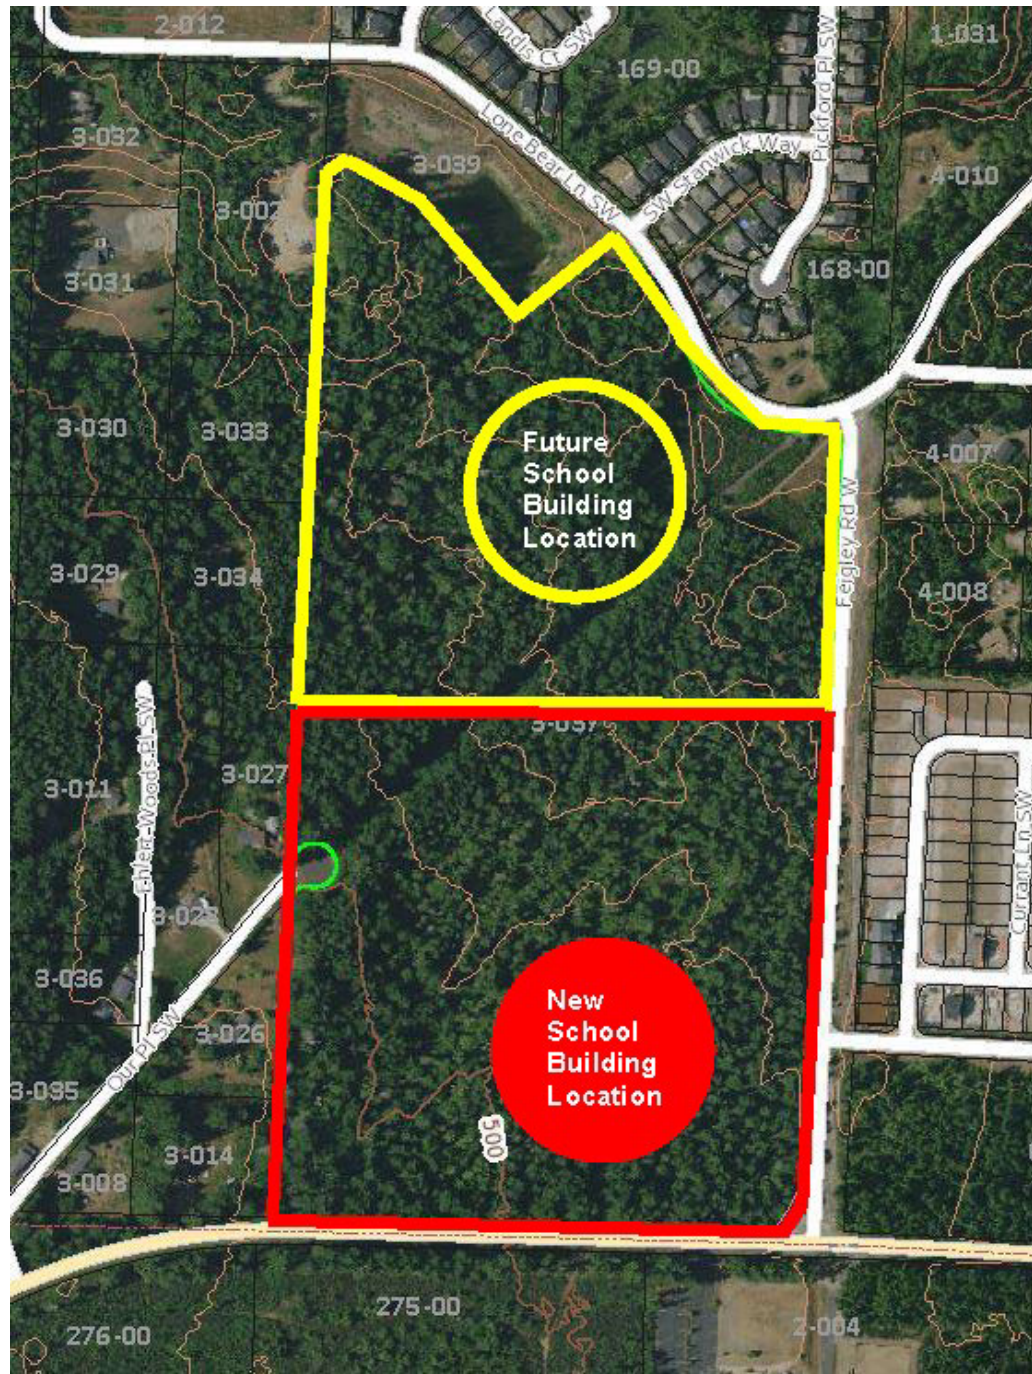 2-012
Landis Ct SW
169-00
Pickford Pl SW
1-031
3-032
3-039
Lone Bear Ln SW
SW Stanwick Way
4-010
3-002
3-031
168-00
3-030
3-033
Future
School
Building
Location
4-007
3-029
3-034
Feigley Rd W
4-008
3-037
3-027
3-011
Ehlert Woods Pl SW
Currant Ln SW
3-028
3-036
New
School
Building
Location
Our Pl SW
3-026
3-035
500
3-014
3-008
275-00
276-00
2-004